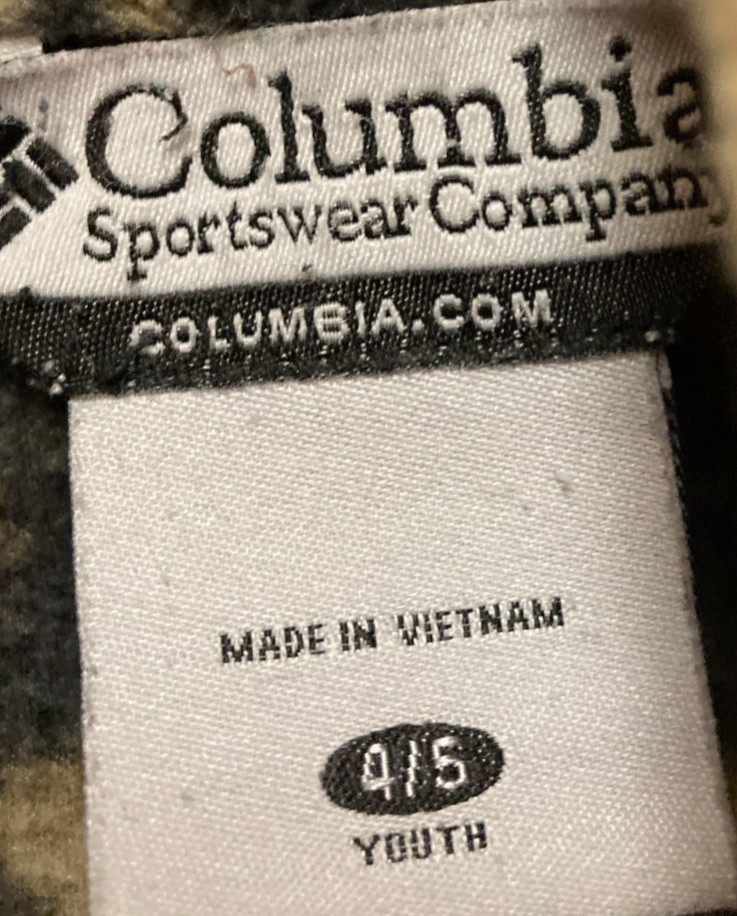 Columbia
Sportswear Company
COLUMBIA.COM
MADE IN VIETNAM
4/5
YOUTH